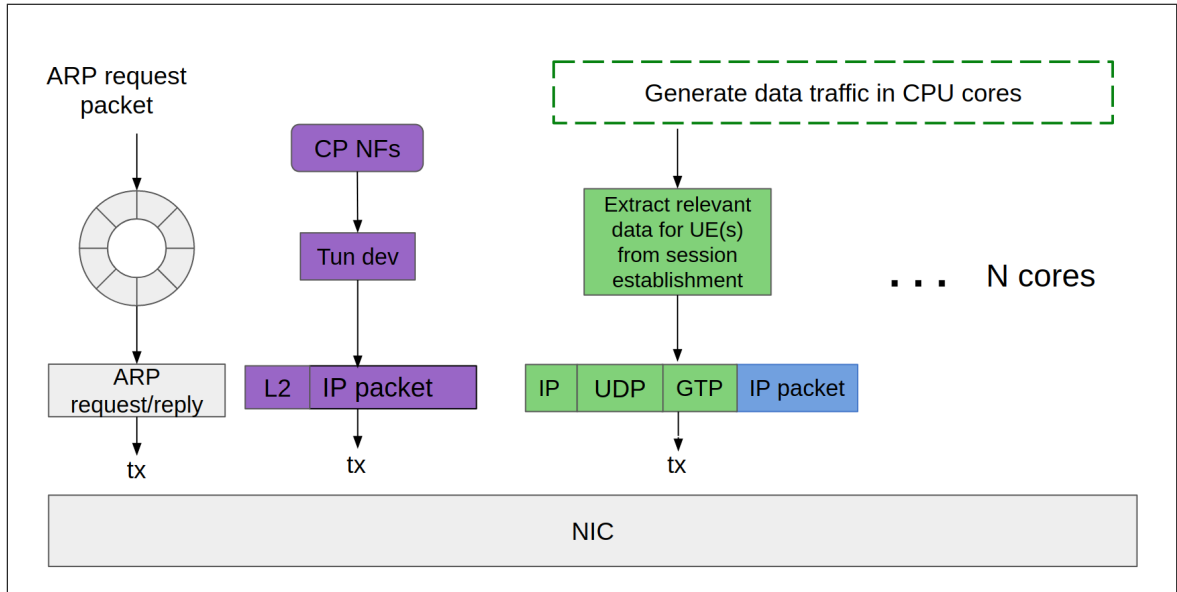 ARP request
packet
Generate data traffic in CPU cores
CP NFs
Extract relevant
data for UE(s)
from session
establishment
Tun dev
. . . N cores
ARP
request/reply
L2 IP packet
IP UDP GTP IP packet
tx tx tx
NIC